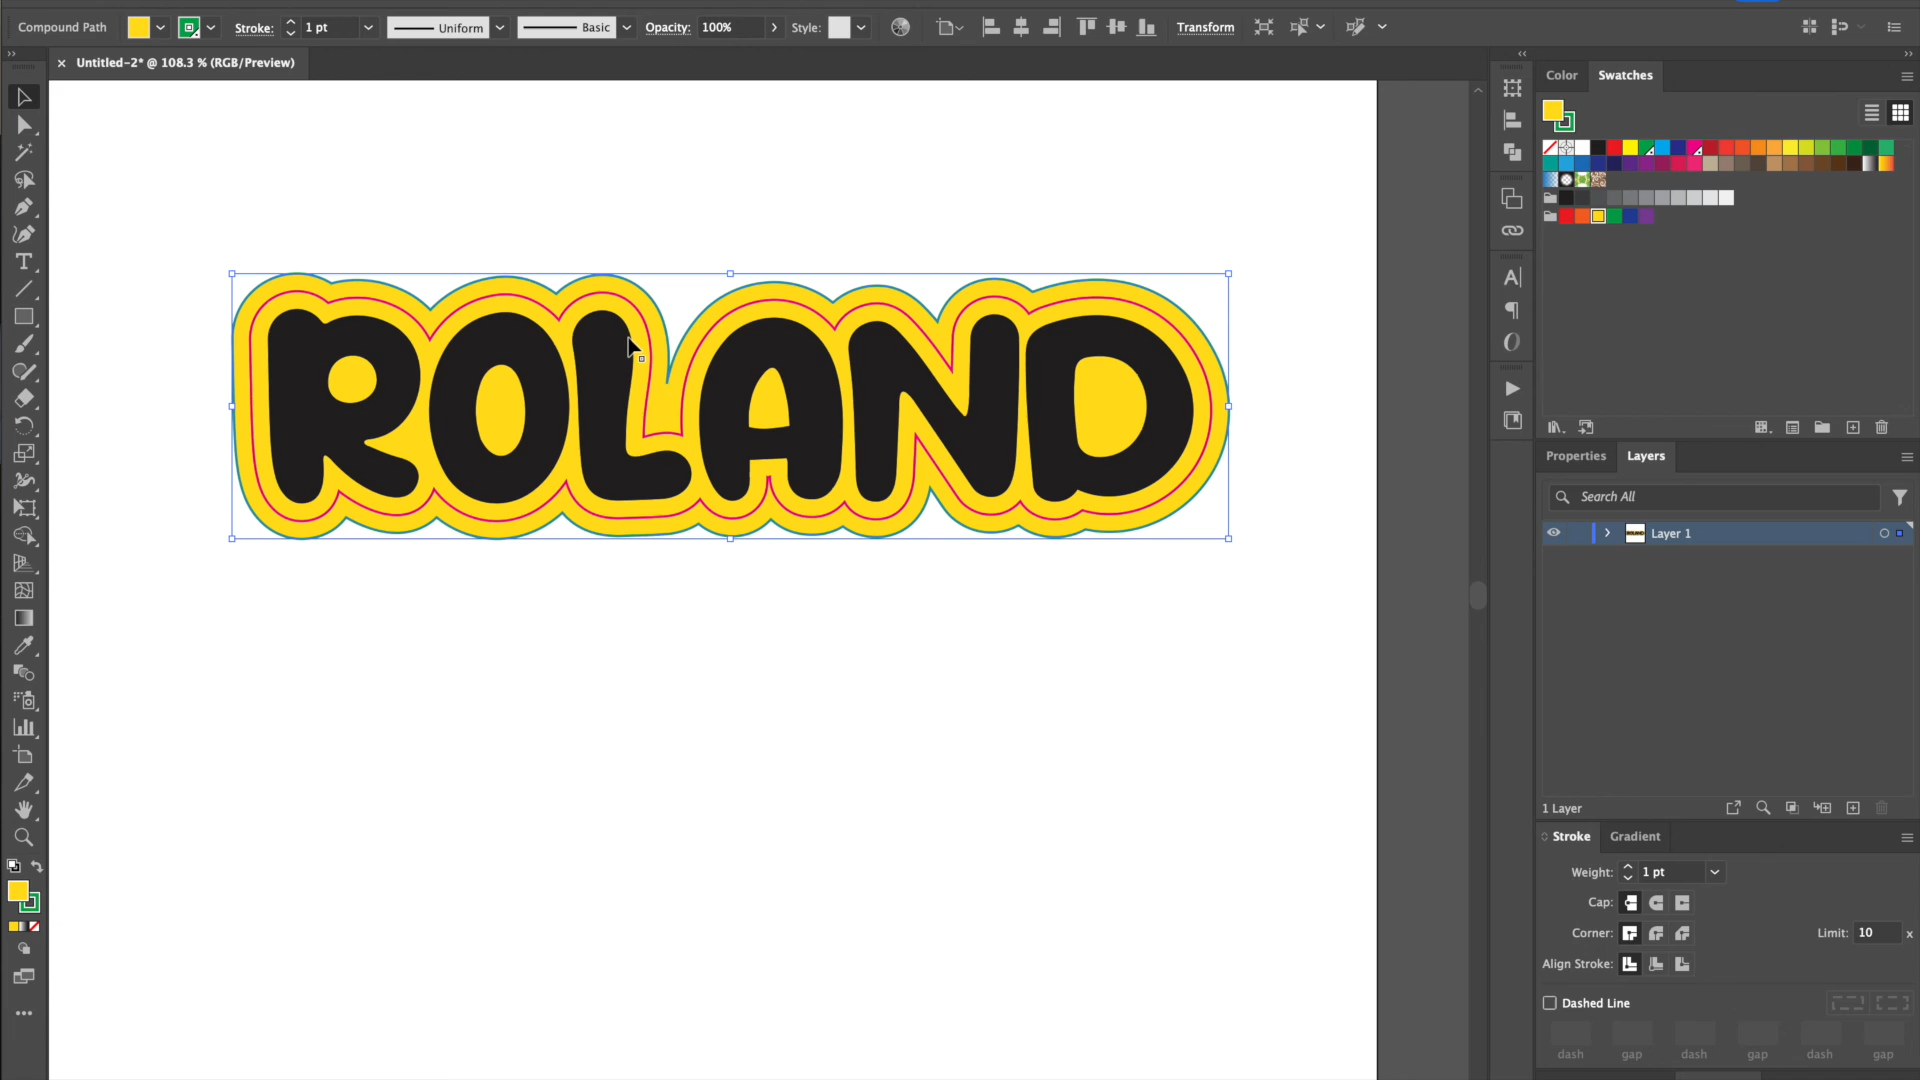 Compound Path Stroke: 1 pt Uniform Basic Opacity: 100% Style: Transform
Untitled-2* @ 108.3 % (RGB/Preview)
Color Swatches
ROLAND
Properties Layers
Search All
Layer 1
1 Layer
Stroke Gradient
Weight: 1 pt
Cap:
Corner: Limit: 10 x
Align Stroke:
Dashed Line
dash gap dash gap dash gap